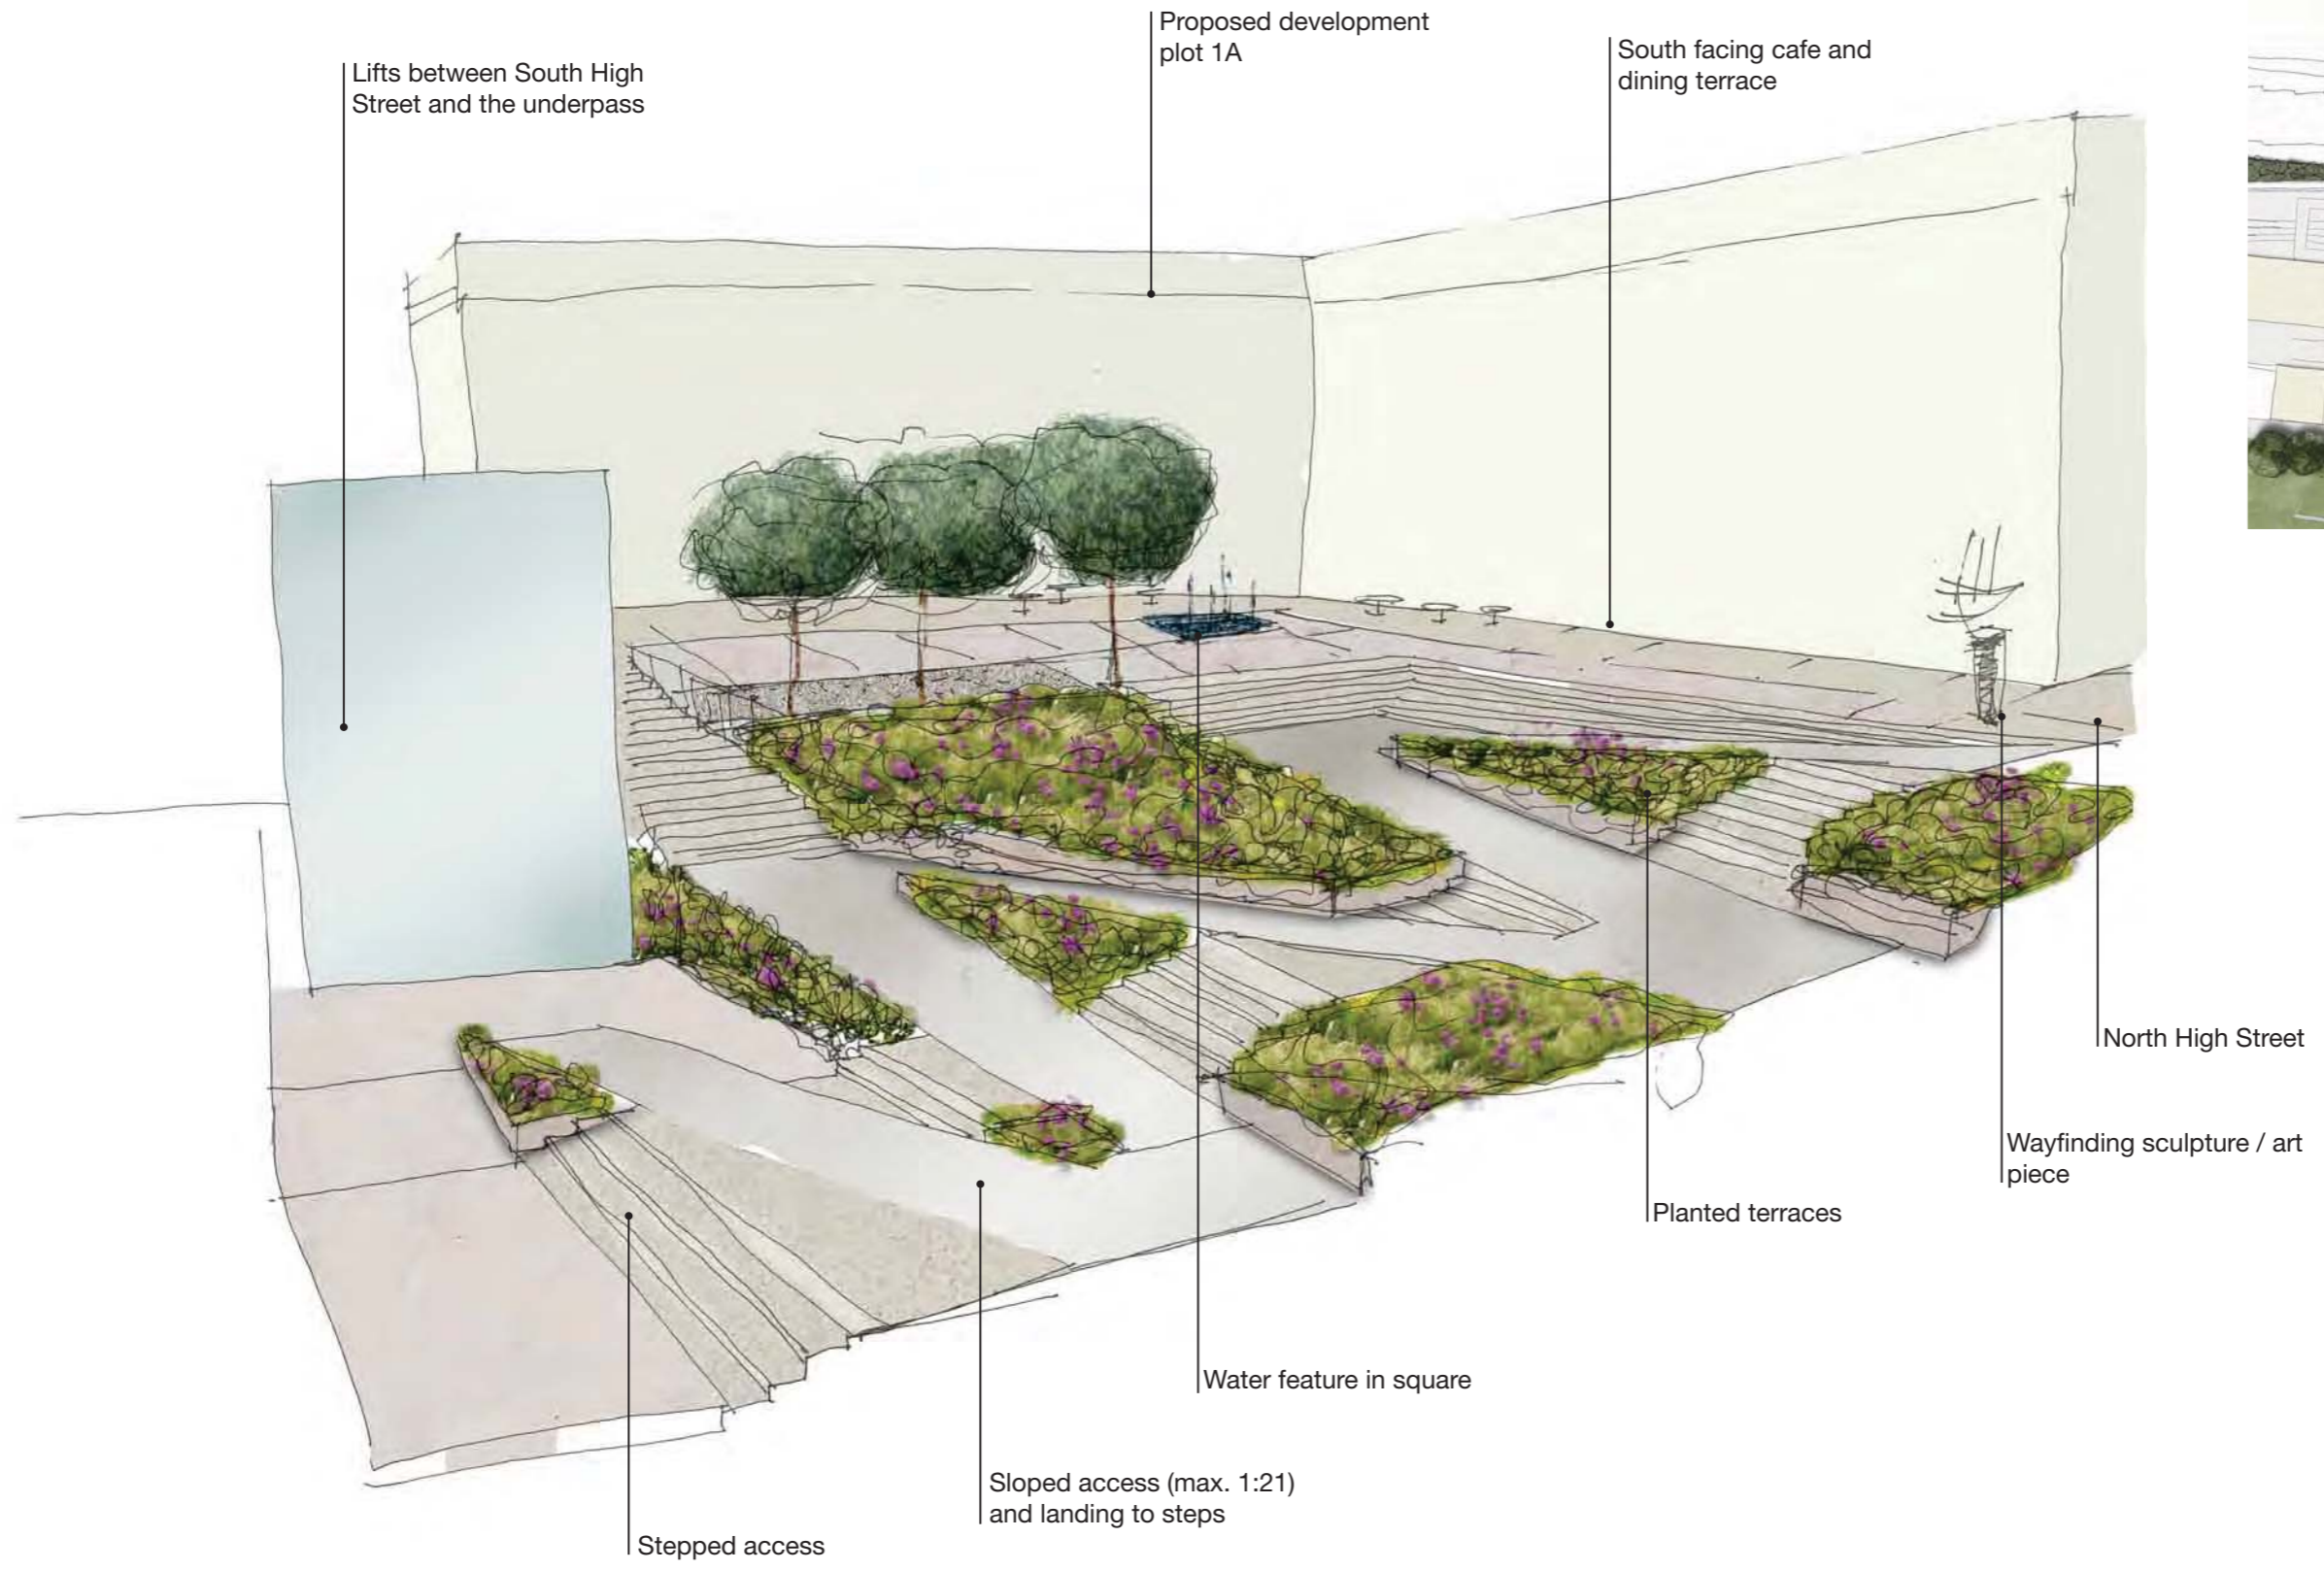 Proposed development
plot 1A
South facing cafe and
dining terrace
Lifts between South High
Street and the underpass
North High Street
Wayfinding sculpture / art
piece
Planted terraces
Water feature in square
Sloped access (max. 1:21)
and landing to steps
Stepped access